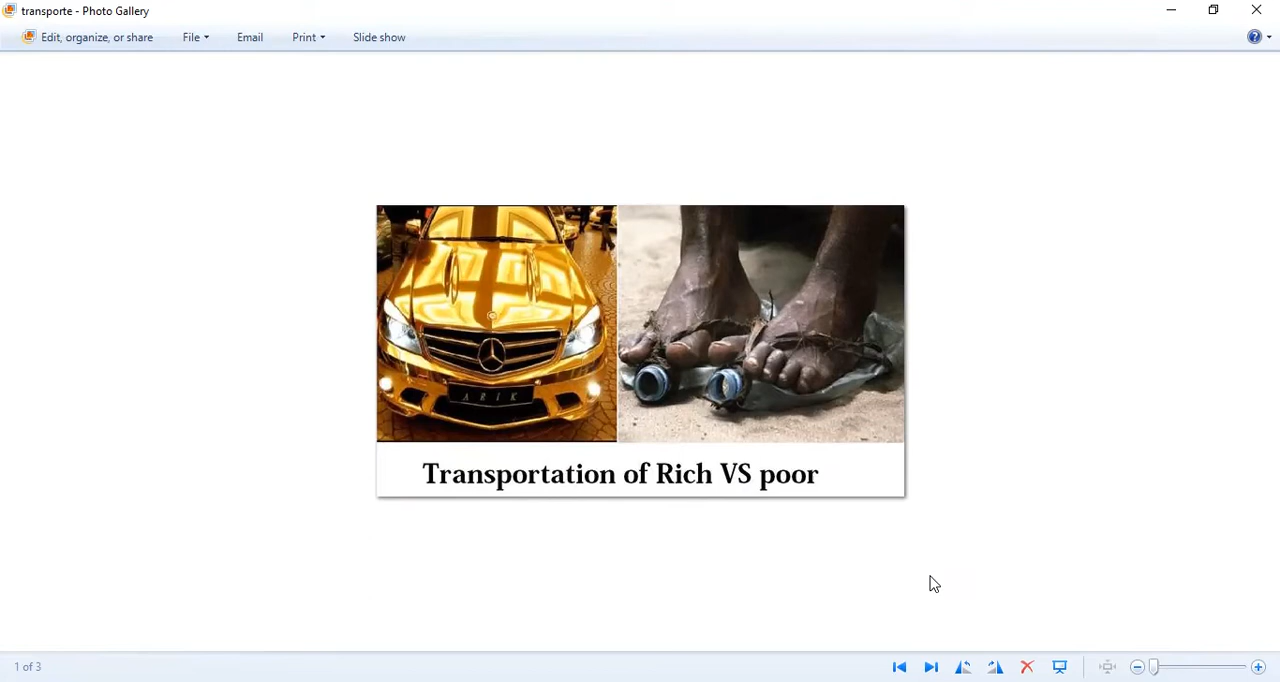 transporte - Photo Gallery
Edit, organize, or share File Email Print Slide show
ARIK
Transportation of Rich VS poor
1 of 3